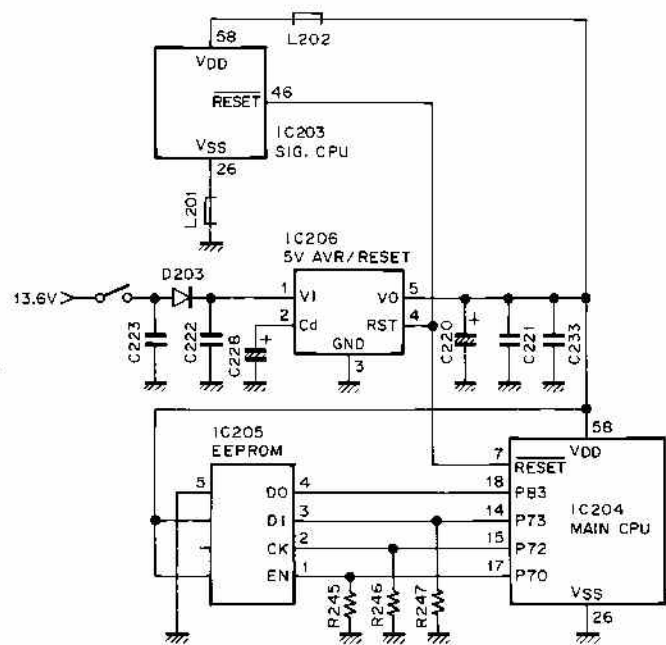 58
L202
VDD
RESET
46
IC203
SIG. CPU
VSS
26
L201
IC206
5V AVR/RESET
D203
13.6V
1
VI
VO
5
2
Cd
RST
4
GND
3
C223
C222
C228
C220
+
+
C221
C233
IC205
EEPROM
58
VDD
7
RESET
5
DO
4
18
P83
IC204
MAIN CPU
DI
3
14
P73
CK
2
15
P72
EN
1
17
P70
R245
R246
R247
VSS
26